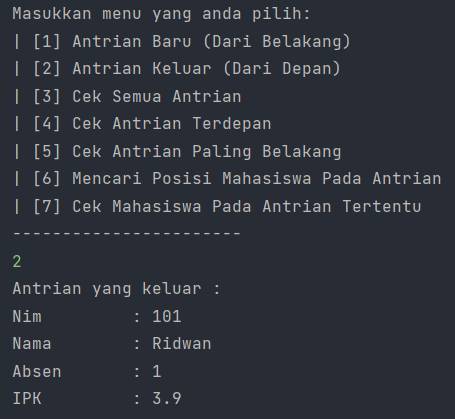 Masukkan menu yang anda pilih:
| [1] Antrian Baru (Dari Belakang)
| [2] Antrian Keluar (Dari Depan)
| [3] Cek Semua Antrian
| [4] Cek Antrian Terdepan
| [5] Cek Antrian Paling Belakang
| [6] Mencari Posisi Mahasiswa Pada Antrian
| [7] Cek Mahasiswa Pada Antrian Tertentu
-----------------------
2
Antrian yang keluar :
Nim         : 101
Nama        : Ridwan
Absen       : 1
IPK         : 3.9